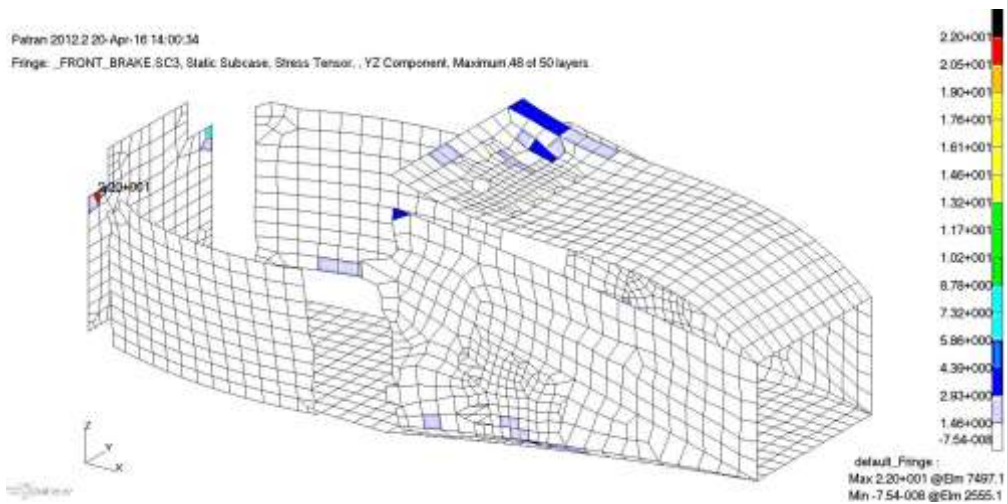 Patran 2012.2 20-Apr-16 14:00:34
Fringe: _FRONT_BRAKE.SC3, Static Subcase, Stress Tensor, , YZ Component, Maximum,48 of 50 layers
2.20+001
2.20+001
2.05+001
1.90+001
1.76+001
1.61+001
1.46+001
1.32+001
1.17+001
1.02+001
8.78+000
7.32+000
5.86+000
4.39+000
2.93+000
1.46+000
-7.54-008
Z
Y
X
default_Fringe :
Max 2.20+001 @Elm 7497.1
Min -7.54-008 @Elm 2555.1